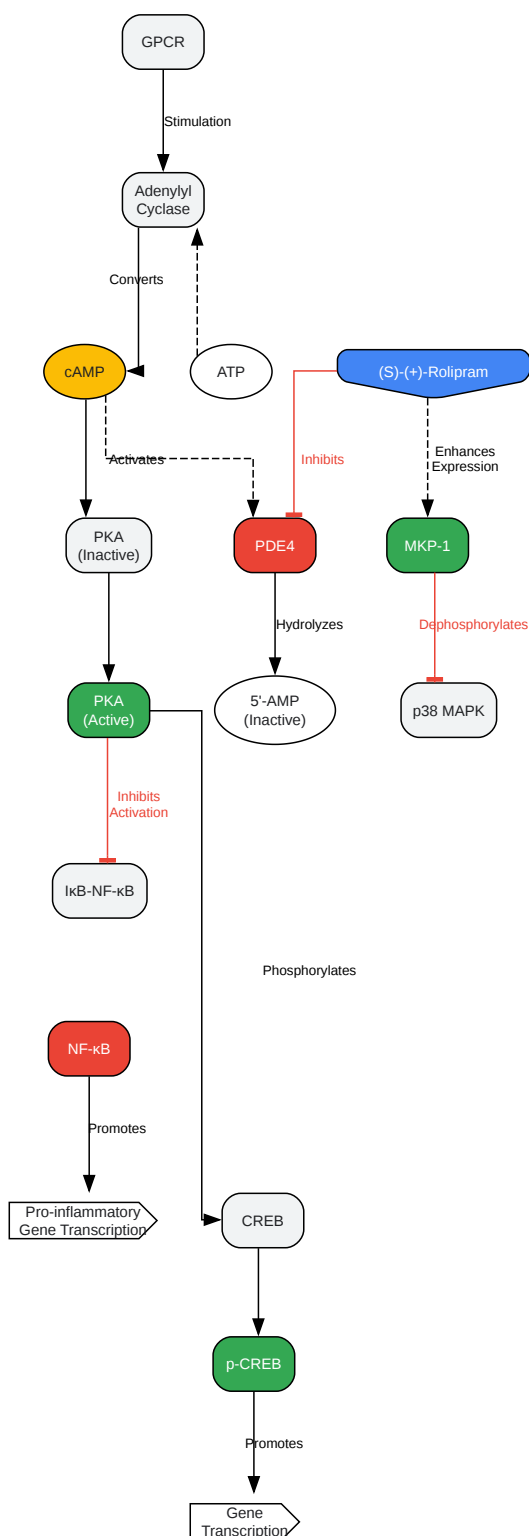 GPCR
Stimulation
Adenylyl
Cyclase
Converts
cAMP
ATP
(S)-(+)-Rolipram
Activates
Inhibits
Enhances
Expression
PKA
(Inactive)
PDE4
MKP-1
Hydrolyzes
Dephosphorylates
PKA
(Active)
5'-AMP
(Inactive)
p38 MAPK
Inhibits
Activation
IκB-NF-κB
Phosphorylates
NF-κB
Promotes
Pro-inflammatory
Gene Transcription
CREB
p-CREB
Promotes
Gene
Transcription